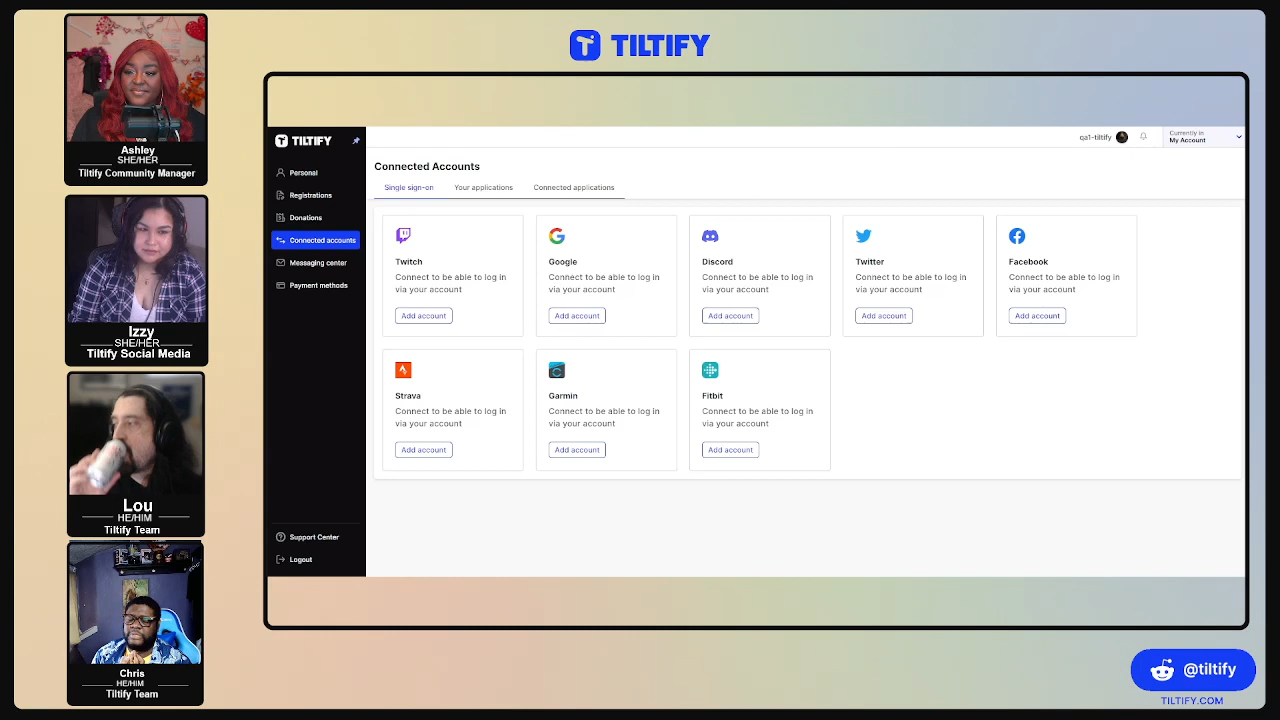 TILTIFY
Ashley
SHE/HER
Tiltify Community Manager
Izzy
SHE/HER
Tiltify Social Media
Lou
HE/HIM
Tiltify Team
Chris
HE/HIM
Tiltify Team
TILTIFY
Personal
Registrations
Donations
Connected accounts
Messaging center
Payment methods
Support Center
Logout
qa1-tiltify
Currently in
My Account
Connected Accounts
Single sign-on Your applications Connected applications
Twitch
Connect to be able to log in
via your account
Add account
Google
Connect to be able to log in
via your account
Add account
Discord
Connect to be able to log in
via your account
Add account
Twitter
Connect to be able to log in
via your account
Add account
Facebook
Connect to be able to log in
via your account
Add account
Strava
Connect to be able to log in
via your account
Add account
Garmin
Connect to be able to log in
via your account
Add account
Fitbit
Connect to be able to log in
via your account
Add account
@tiltify
TILTIFY.COM